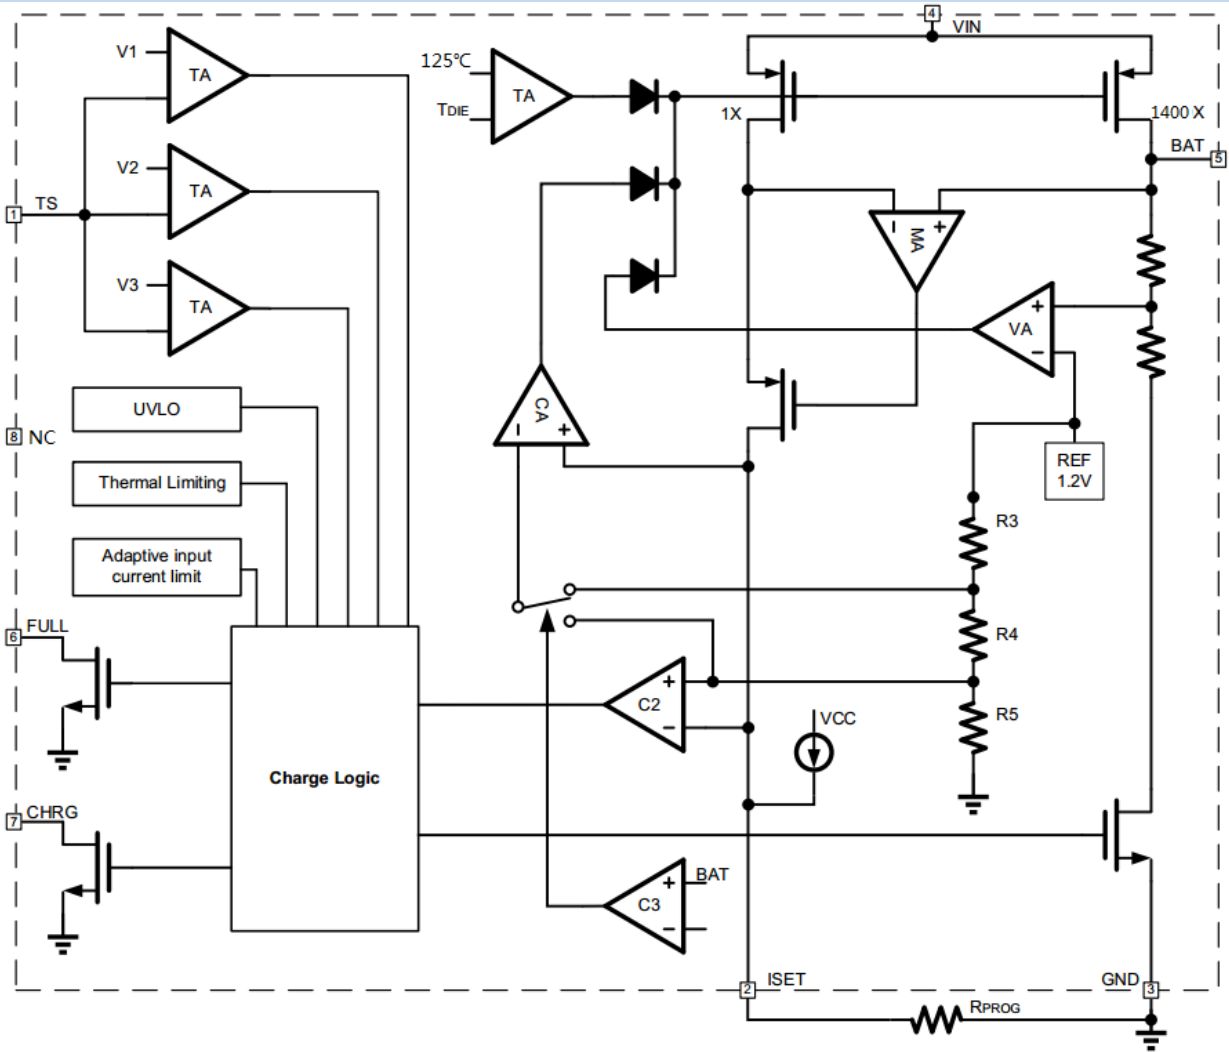 4
VIN
V1
TA
125℃
TDIE
TA
1X
1400 X
BAT
5
V2
TA
1
TS
− +
MA
V3
TA
+
VA
−
UVLO
CA
− +
8
NC
REF
1.2V
Thermal Limiting
R3
Adaptive input
current limit
6
FULL
R4
+
C2
−
R5
VCC
Charge Logic
7
CHRG
+
BAT
C3
−
2
ISET
GND
3
RPROG